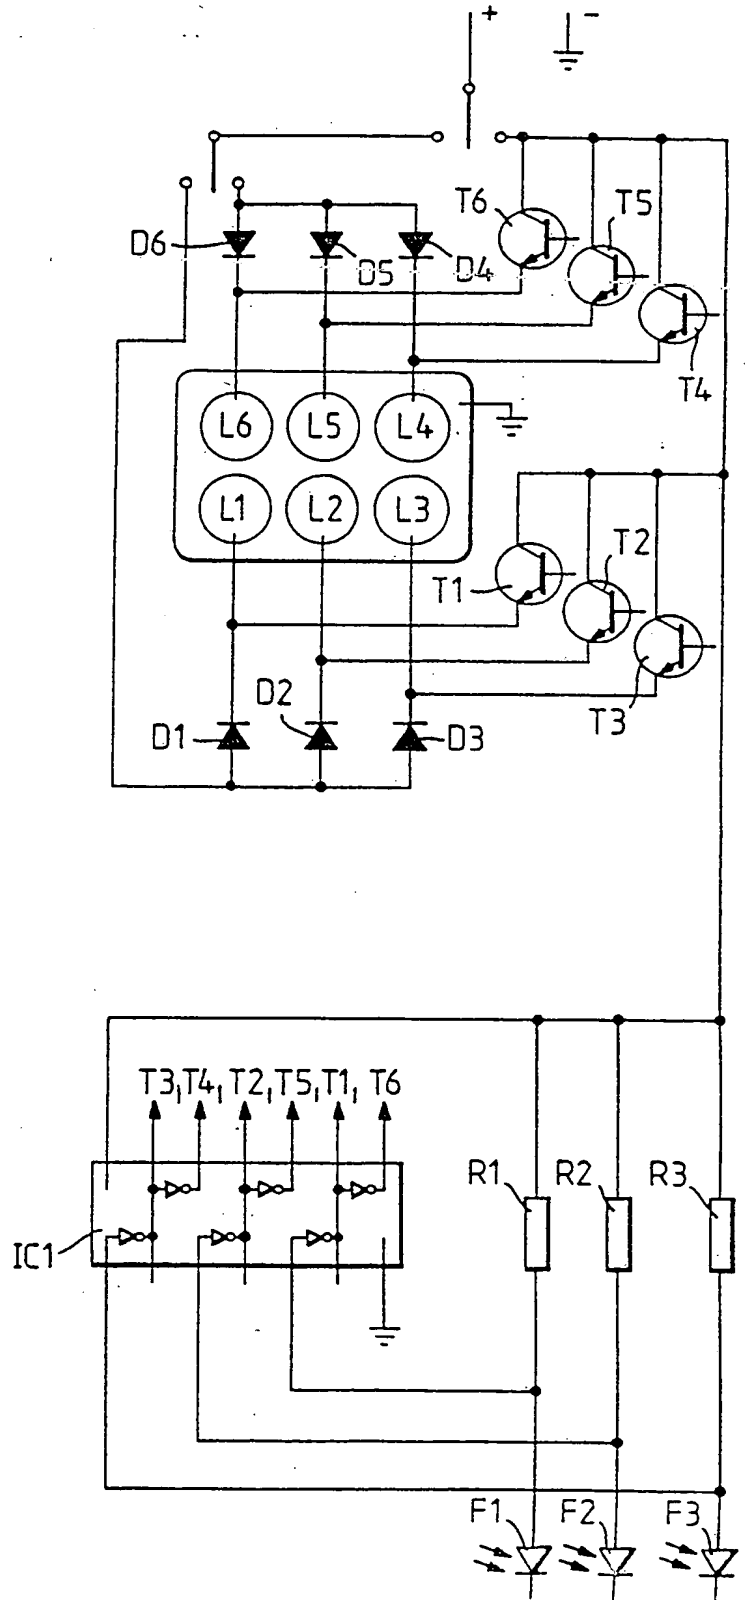 + -
T6 T5
D6 D5 D4
T4
L6 L5 L4
L1 L2 L3
T2
T1
D2
T3
D1 D3
T3, T4, T2, T5, T1, T6
R1 R2 R3
IC1
F1 F2 F3